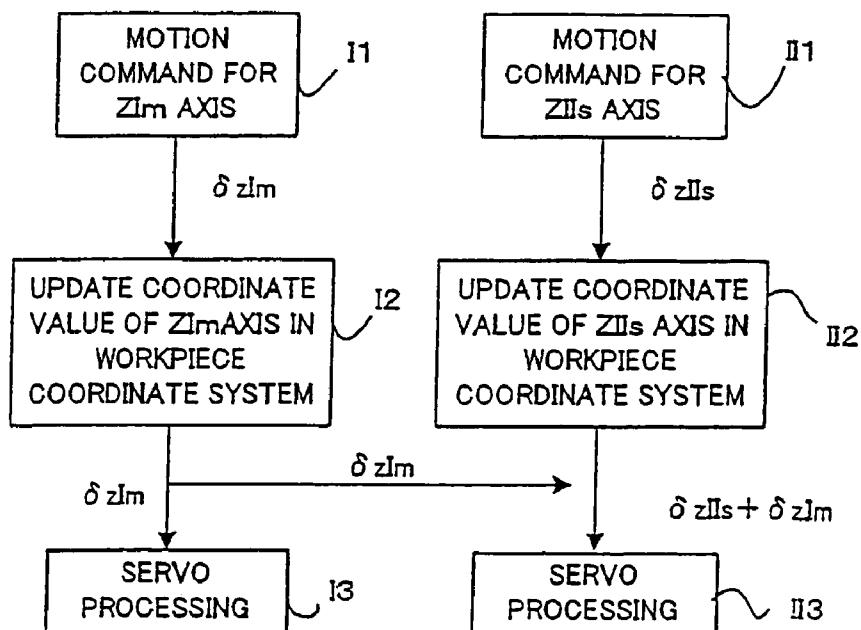 MOTION
COMMAND FOR
ZIm AXIS
I1
MOTION
COMMAND FOR
ZIIs AXIS
II1
δ zIm
δ zIIs
UPDATE COORDINATE
VALUE OF ZImAXIS IN
WORKPIECE
COORDINATE SYSTEM
I2
UPDATE COORDINATE
VALUE OF ZIIs AXIS IN
WORKPIECE
COORDINATE SYSTEM
II2
δ zIm
δ zIm
δ zIIs+ δ zIm
SERVO
PROCESSING
I3
SERVO
PROCESSING
II3